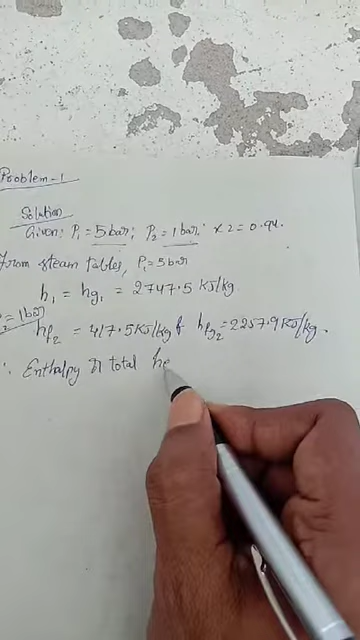 Problem-1
Solution
Given: P₁ = 5 bar; P₂ = 1 bar; x2 = 0.94.
From steam tables, P₁ = 5 bar
h₁ = hg₁ = 2747.5 KJ/kg
P₂ = 1 bar
hf₂ = 417.5 KJ/kg & hfg₂ = 2257.9 KJ/kg.
∴ Enthalpy or total he